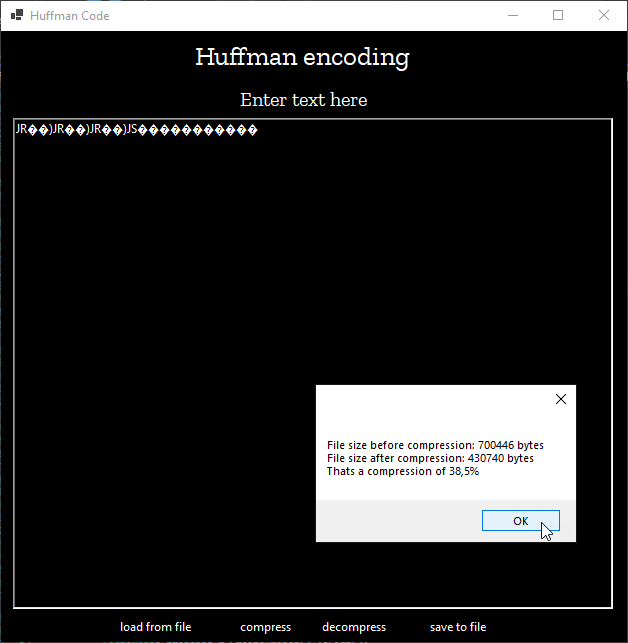 Huffman Code
Huffman encoding
Enter text here
JR��)JR��)JR��)JS�����������
File size before compression: 700446 bytes
File size after compression: 430740 bytes
Thats a compression of 38,5%
OK
load from file compress decompress save to file